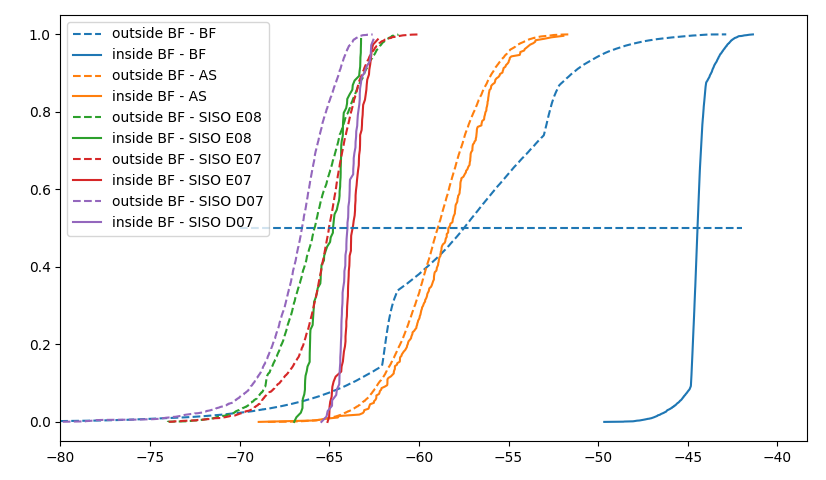 1.0
0.8
0.6
0.4
0.2
0.0
outside BF - BF
inside BF - BF
outside BF - AS
inside BF - AS
outside BF - SISO E08
inside BF - SISO E08
outside BF - SISO E07
inside BF - SISO E07
outside BF - SISO D07
inside BF - SISO D07
−80 −75 −70 −65 −60 −55 −50 −45 −40